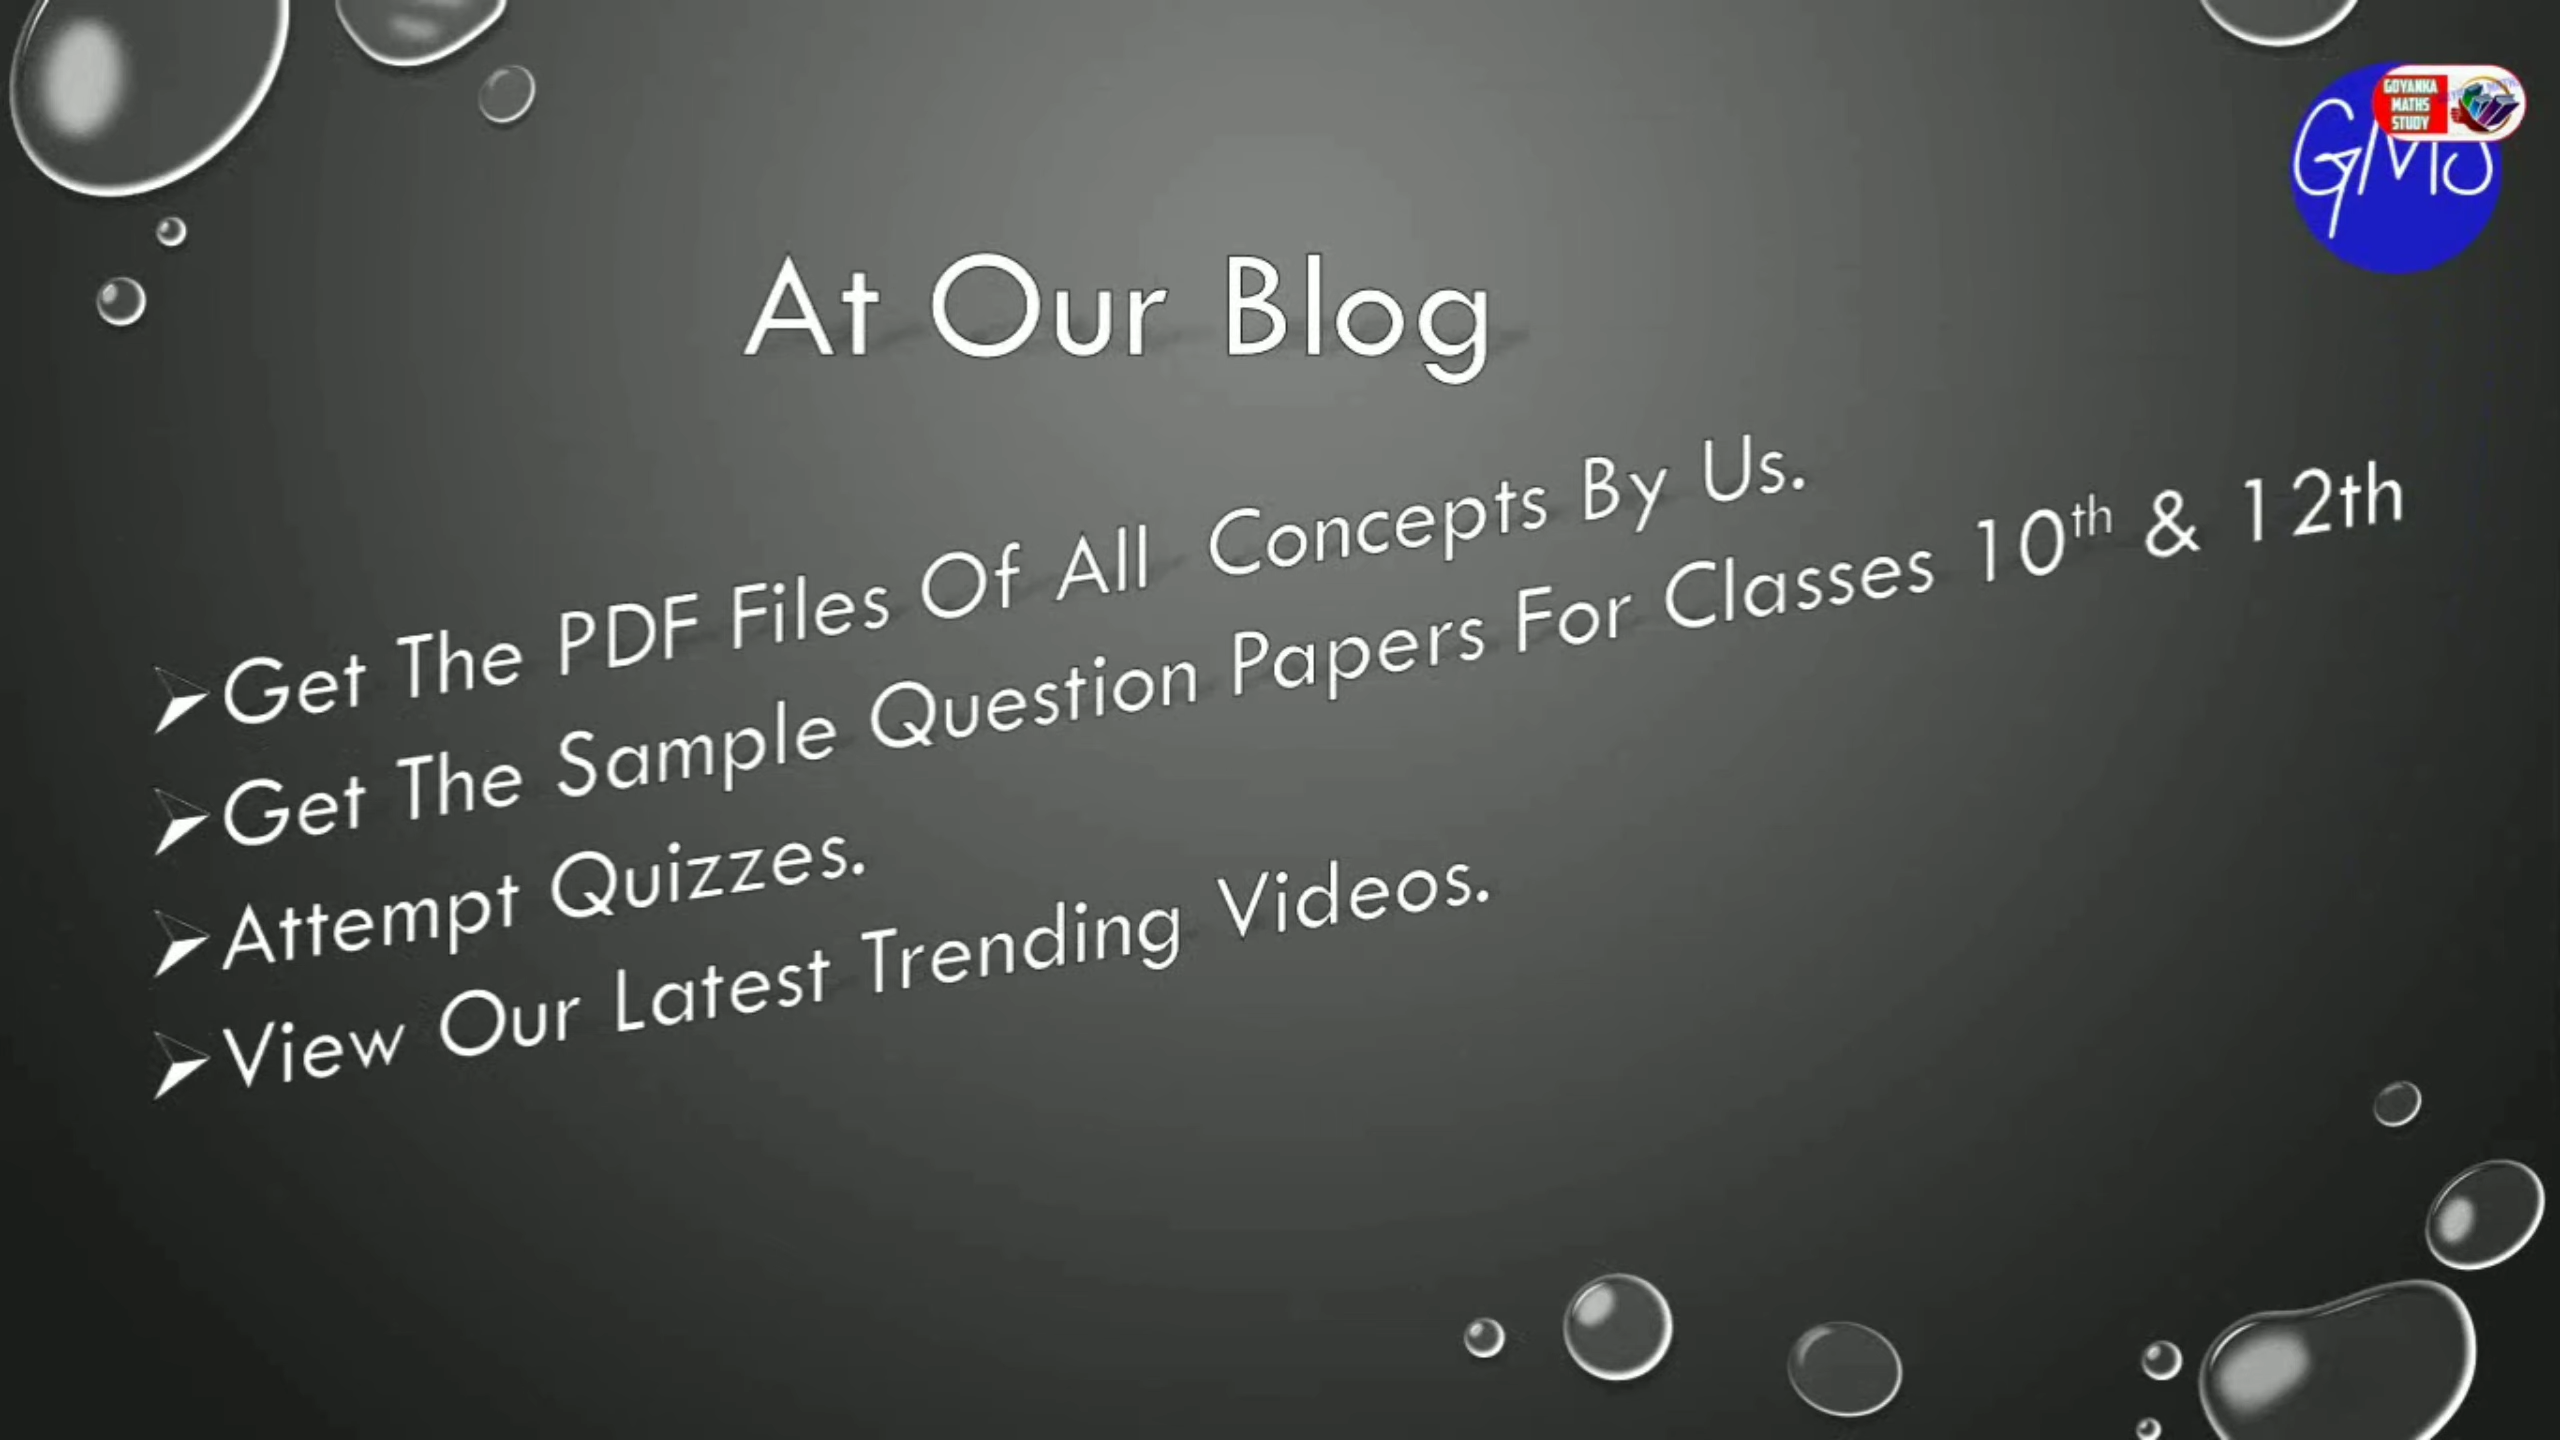 GOYANKA
MATHS
STUDY
GMS
At Our Blog
➢Get The PDF Files Of All Concepts By Us.
➢Get The Sample Question Papers For Classes 10th & 12th
➢Attempt Quizzes.
➢View Our Latest Trending Videos.